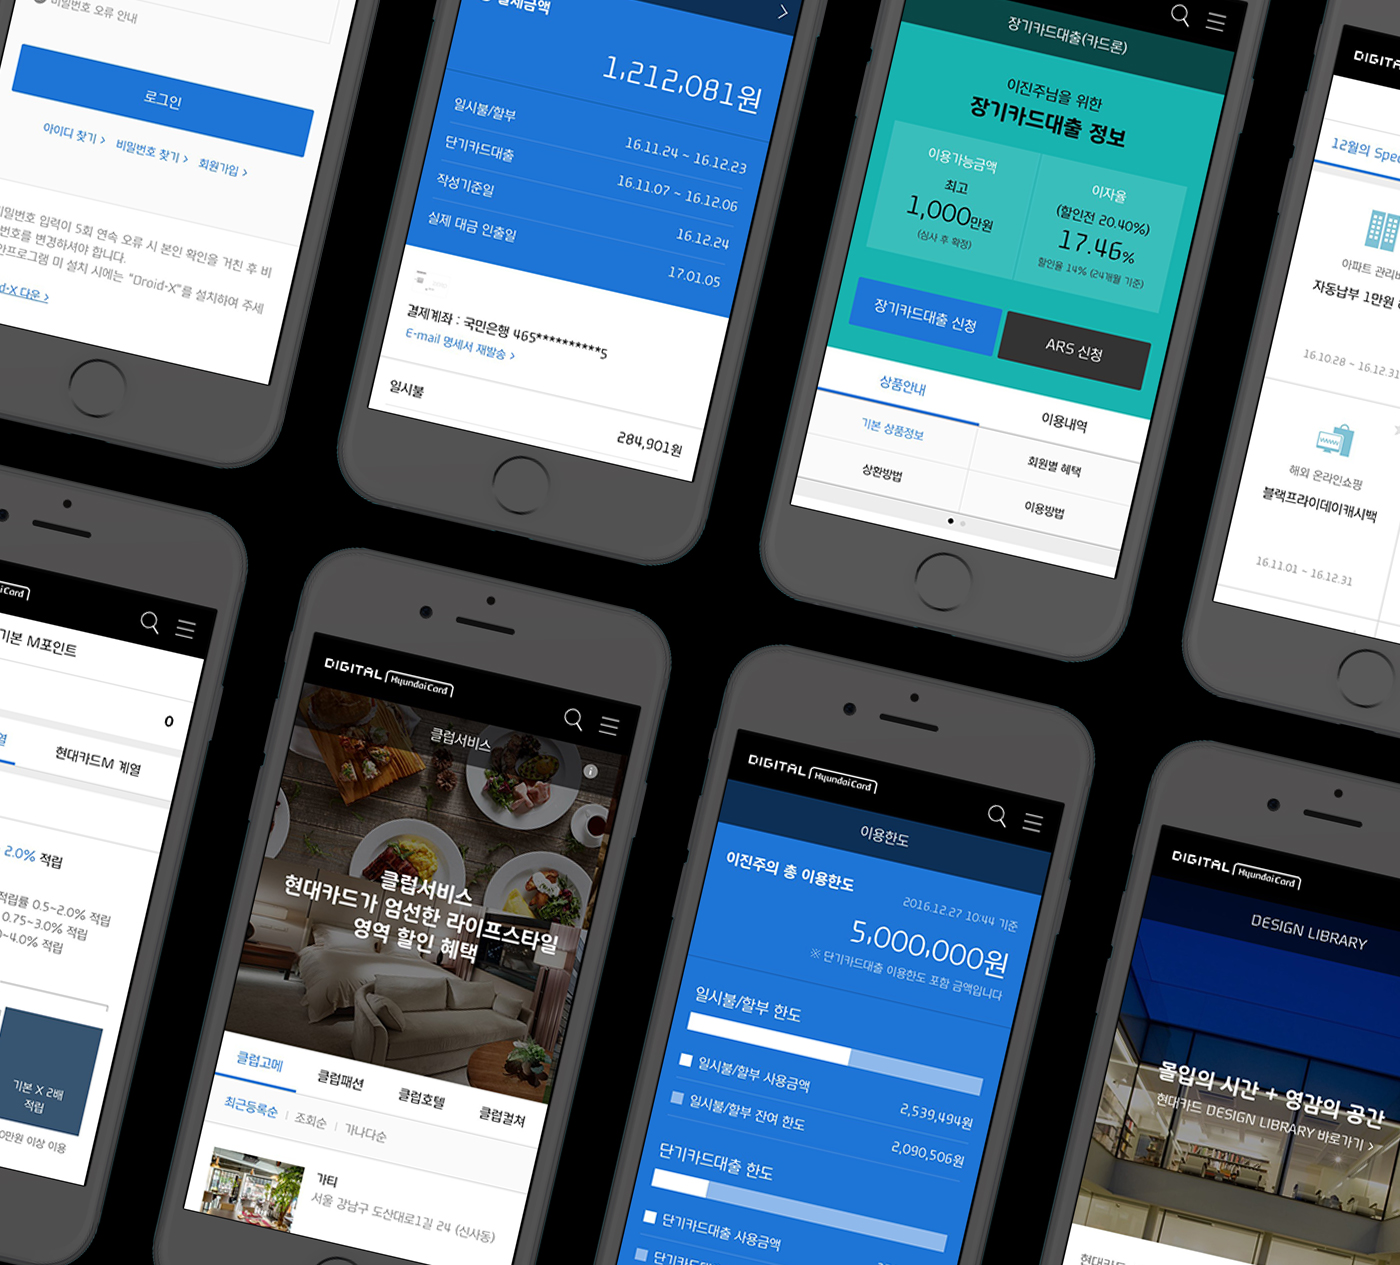 비밀번호 오류 안내
로그인
아이디 찾기 >
비밀번호 찾기 >
회원가입 >
비밀번호 입력이 5회 연속 오류 시 본인 확인을 거친 후 비
번호를 변경하셔야 합니다.
안프로그램 미 설치 시에는 "Droid-X"를 설치하여 주세
d-X 다운 >
결제금액
1,212,081원
일시불/할부
16.11.24 ~ 16.12.23
단기카드대출
16.11.07 ~ 16.12.06
작성기준일
16.12.24
실제 대금 인출일
17.01.05
결제계좌 : 국민은행 465**********5
E-mail 명세서 재발송 >
일시불
284,901원
장기카드대출(카드론)
이진주님을 위한
장기카드대출 정보
이용가능금액
최고
1,000만원
(심사 후 확정)
이자율
(할인전 20.40%)
17.46%
할인율 14% (24개월 기준)
장기카드대출 신청
ARS 신청
상품안내
이용내역
기본 상품정보
회원별 혜택
상환방법
이용방법
DIGITAL
12월의 Spec
아파트 관리비
자동납부 1만원
16.10.28 ~ 16.12.31
해외 온라인쇼핑
블랙프라이데이캐시백
16.11.01 ~ 16.12.31
iCard
기본 M포인트
0
열
현대카드M 계열
2.0% 적립
적립률 0.5~2.0% 적립
0.75~3.0% 적립
~4.0% 적립
기본 X 2배
적립
0만원 이상 이용
DIGITAL HyundaiCard
클럽서비스
클럽서비스
현대카드가 엄선한 라이프스타일
영역 할인 혜택
클럽고메
클럽패션
클럽호텔
클럽컬쳐
최근등록순 | 조회순 | 가나다순
가티
서울 강남구 도산대로1길 24 (신사동)
DIGITAL HyundaiCard
이용한도
이진주의 총 이용한도
2016.12.27 10:44 기준
5,000,000원
※ 단기카드대출 이용한도 포함 금액입니다
일시불/할부 한도
일시불/할부 사용금액
2,539,494원
일시불/할부 잔여 한도
2,090,506원
단기카드대출 한도
단기카드대출 사용금액
단기카드대
DIGITAL HyundaiCard
DESIGN LIBRARY
몰입의 시간 + 영감의 공간
현대카드 DESIGN LIBRARY 바로가기 >
현대카드